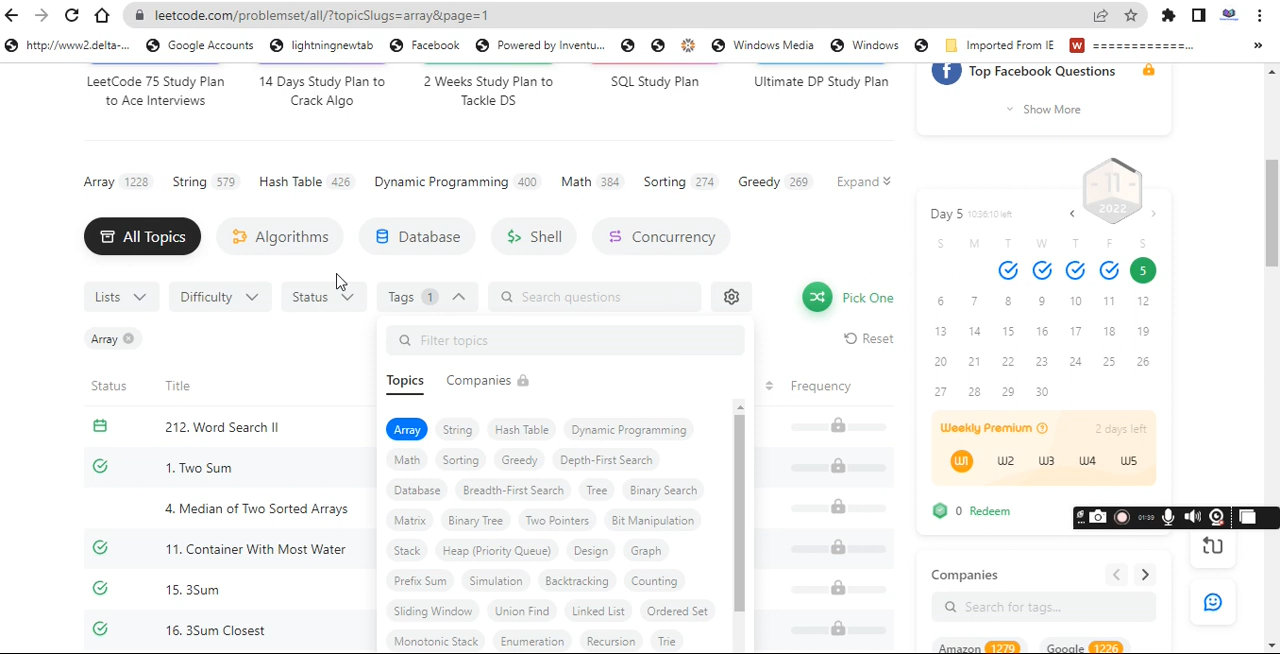 leetcode.com/problemset/all/?topicSlugs=array&page=1
http://www2.delta-... Google Accounts lightningnewtab Facebook Powered by Inventu... Windows Media Windows Imported From IE W ============... »
LeetCode 75 Study Plan to Ace Interviews
14 Days Study Plan to Crack Algo
2 Weeks Study Plan to Tackle DS
SQL Study Plan
Ultimate DP Study Plan
Array 1228 String 579 Hash Table 426 Dynamic Programming 400 Math 384 Sorting 274 Greedy 269 Expand
All Topics Algorithms Database $> Shell Concurrency
Lists Difficulty Status Tags 1 Search questions Pick One
Array Reset
Filter topics
Topics Companies
Status Title Frequency
212. Word Search II
1. Two Sum
4. Median of Two Sorted Arrays
11. Container With Most Water
15. 3Sum
16. 3Sum Closest
Array String Hash Table Dynamic Programming
Math Sorting Greedy Depth-First Search
Database Breadth-First Search Tree Binary Search
Matrix Binary Tree Two Pointers Bit Manipulation
Stack Heap (Priority Queue) Design Graph
Prefix Sum Simulation Backtracking Counting
Sliding Window Union Find Linked List Ordered Set
Monotonic Stack Enumeration Recursion Trie
Top Facebook Questions
Show More
- 11 -
2022
Day 5 10:36:10 left
S M T W T F S
5
6 7 8 9 10 11 12
13 14 15 16 17 18 19
20 21 22 23 24 25 26
27 28 29 30
Weekly Premium 2 days left
W1 W2 W3 W4 W5
0 Redeem
01:39
Companies
Search for tags...
Amazon 1279 Google 1226